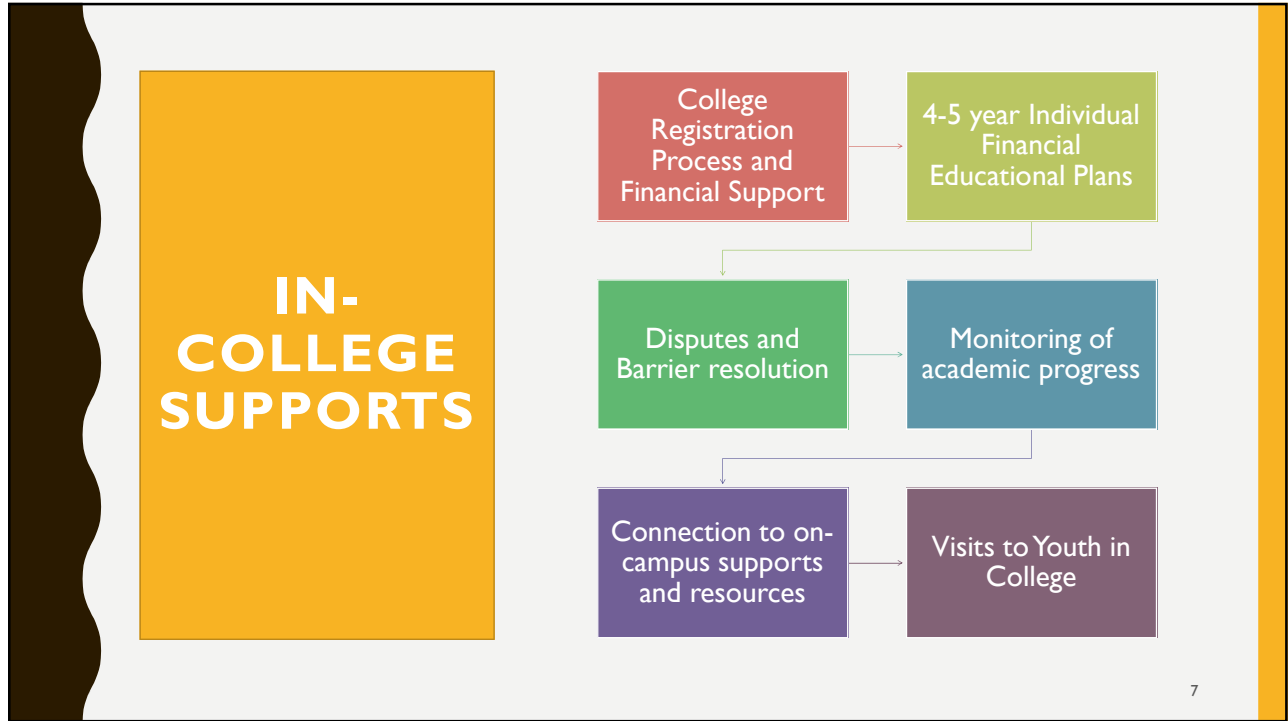 IN-
COLLEGE
SUPPORTS
College
Registration
Process and
Financial Support
4-5 year Individual
Financial
Educational Plans
Disputes and
Barrier resolution
Monitoring of
academic progress
Connection to on-
campus supports
and resources
Visits to Youth in
College
7